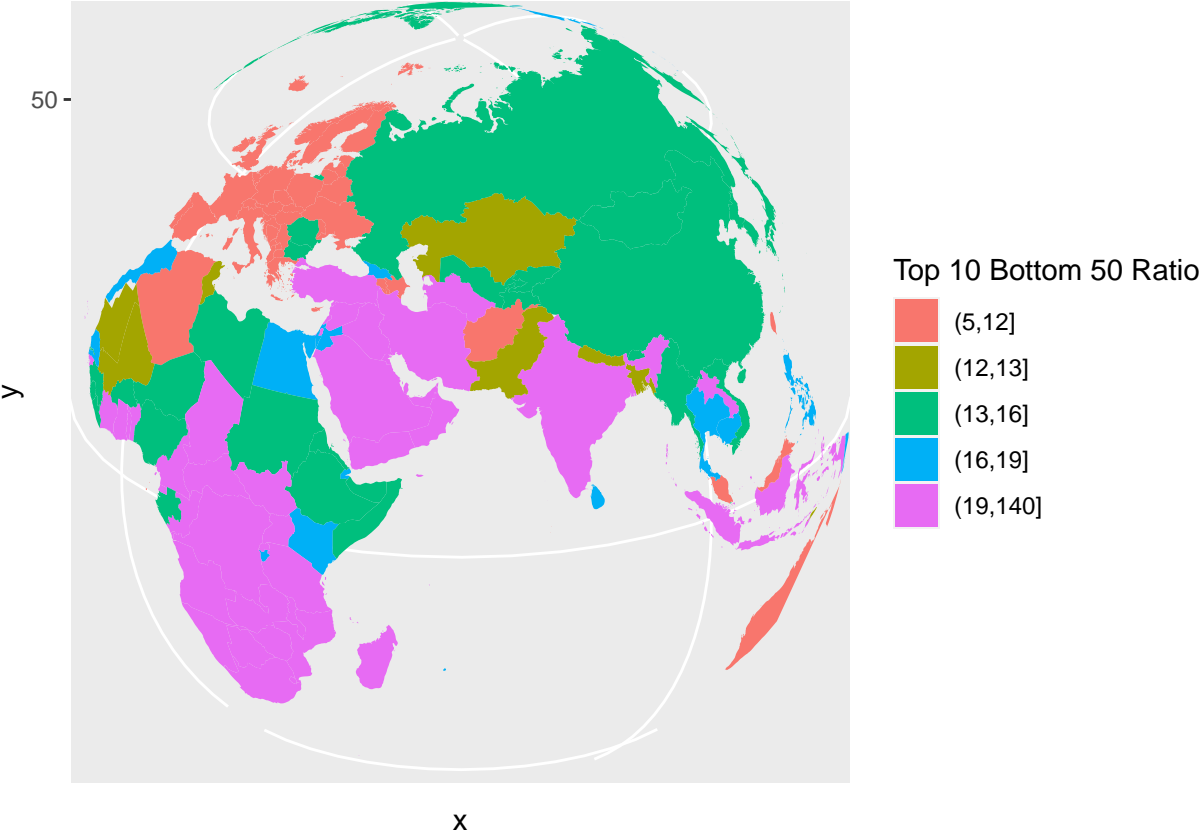 50
y
x
Top 10 Bottom 50 Ratio
(5,12]
(12,13]
(13,16]
(16,19]
(19,140]